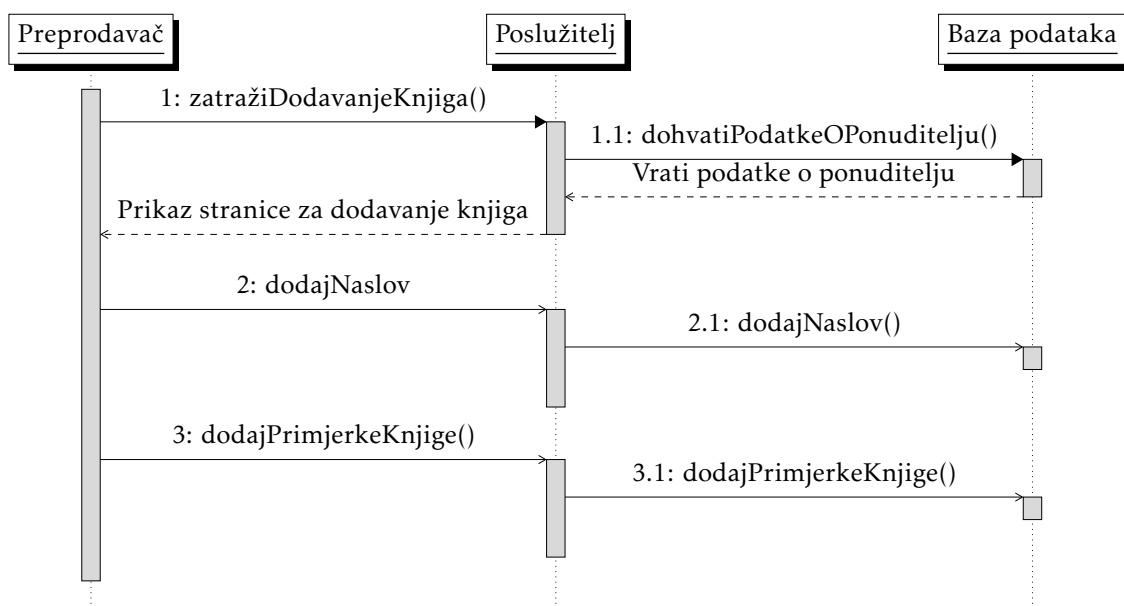 Preprodavač
Poslužitelj
Baza podataka
1: zatražiDodavanjeKnjiga()
1.1: dohvatiPodatkeOPonuditelju()
Vrati podatke o ponuditelju
Prikaz stranice za dodavanje knjiga
2: dodajNaslov
2.1: dodajNaslov()
3: dodajPrimjerkeKnjige()
3.1: dodajPrimjerkeKnjige()